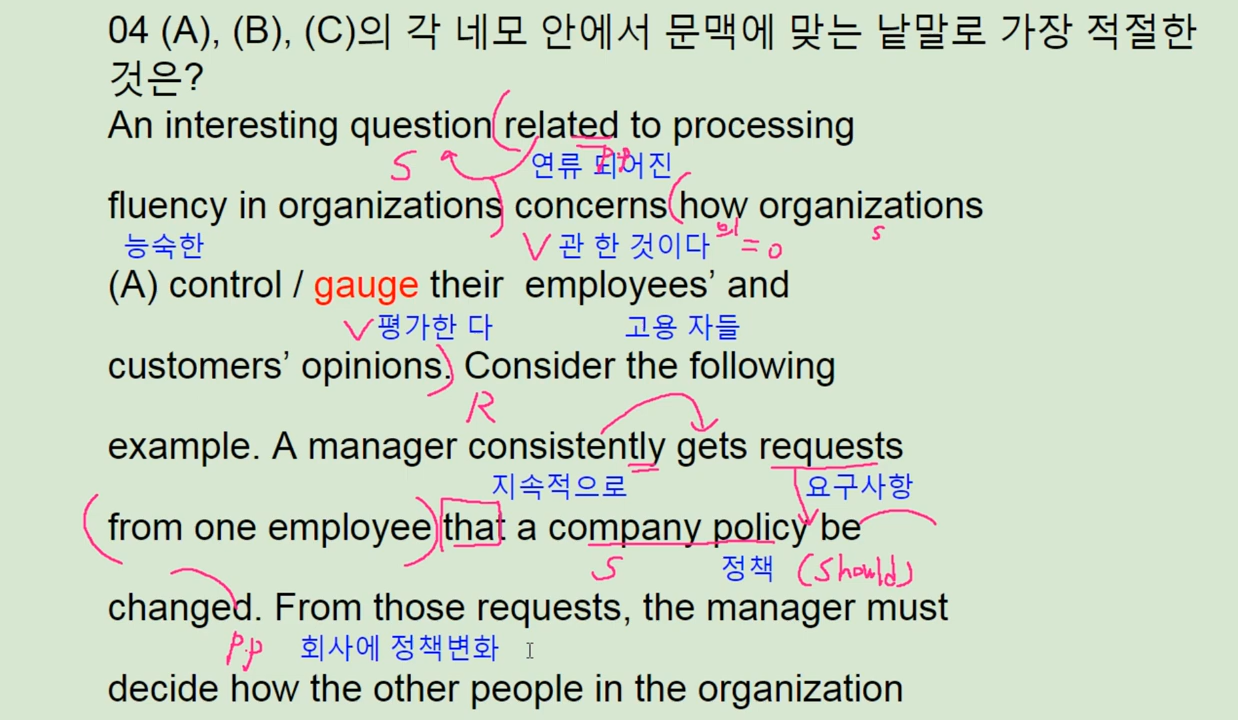 04 (A), (B), (C)의 각 네모 안에서 문맥에 맞는 낱말로 가장 적절한
것은?
An interesting question (related to processing
S 연류 되어진 P.P
fluency in organizations) concerns (how organizations
능숙한 V 관 한 것이다 의 = o s
(A) control / gauge their employees’ and
V 평가한 다 고용 자들
customers’ opinions.) Consider the following
R
example. A manager consistently gets requests
지속적으로 요구사항
(from one employee) that a company policy be
S 정책 (should)
changed. From those requests, the manager must
P.P 회사에 정책변화
decide how the other people in the organization